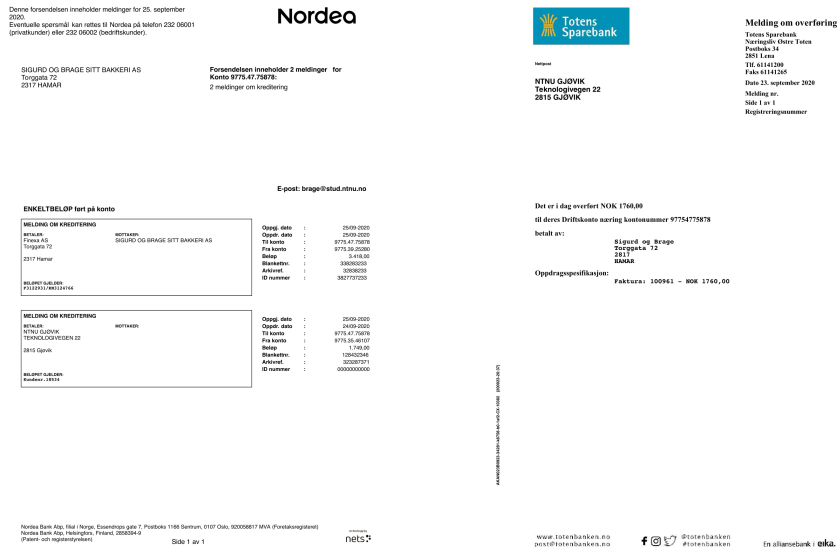 Denne forsendelsen inneholder meldinger for 25. september
2020.
Eventuelle spørsmål kan rettes til Nordea på telefon 232 06001
(privatkunder) eller 232 06002 (bedriftskunder).
Nordea
SIGURD OG BRAGE SITT BAKKERI AS
Torggata 72
2317 HAMAR
Forsendelsen inneholder 2 meldinger for
Konto 9775.47.75878:
2 meldinger om kreditering
E-post: brage@stud.ntnu.no
ENKELTBELØP ført på konto
MELDING OM KREDITERING
BETALER: MOTTAKER:
Finexa AS SIGURD OG BRAGE SITT BAKKERI AS
Torggata 72
2317 Hamar
BELØPET GJELDER:
Oppgj. dato : 25/09-2020
Oppdr. dato : 25/09-2020
Til konto : 9775.47.75878
Fra konto : 9775.39.25280
Beløp : 3.418,00
Blankettnr. : 338283233
Arkivref. : 32838233
ID nummer : 3827737233
MELDING OM KREDITERING
BETALER: MOTTAKER:
NTNU GJØVIK
TEKNOLOGIVEGEN 22
2815 Gjøvik
BELØPET GJELDER:
Kundenr.18534
Oppgj. dato : 25/09-2020
Oppdr. dato : 24/09-2020
Til konto : 9775.47.75878
Fra konto : 9775.35.46107
Beløp : 1.749,00
Blankettnr. : 128432346
Arkivref. : 323287371
ID nummer : 00000000000
Nordea Bank Abp, filial i Norge, Essendrops gate 7, Postboks 1166 Sentrum, 0107 Oslo, 920058817 MVA (Foretaksregisteret)
Nordea Bank Abp, Helsingfors, Finland, 2858394-9
(Patent- och registerstyrelsen)
Side 1 av 1
nets
Totens
Sparebank
Nettpost
NTNU GJØVIK
Teknologivegen 22
2815 GJØVIK
Melding om overføring
Totens Sparebank
Næringsliv Østre Toten
Postboks 34
2851 Lena
Tlf. 61141200
Faks 61141265
Dato 23. september 2020
Melding nr.
Side 1 av 1
Registreringsnummer
Det er i dag overført NOK 1760,00
til deres Driftskonto næring kontonummer 97754775878
betalt av:
Sigurd og Brage
Torggata 72
2817
HAMAR
Oppdragsspesifikasjon:
Faktura: 100961 - NOK 1760,00
www.totenbanken.no
post@totenbanken.no
@totenbanken
#totenbanken
En alliansebank i eika.